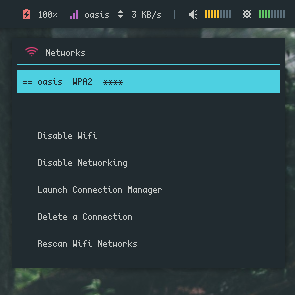 100% oasis 3 KB/s |
Networks
== oasis WPA2 ****
Disable Wifi
Disable Networking
Launch Connection Manager
Delete a Connection
Rescan Wifi Networks